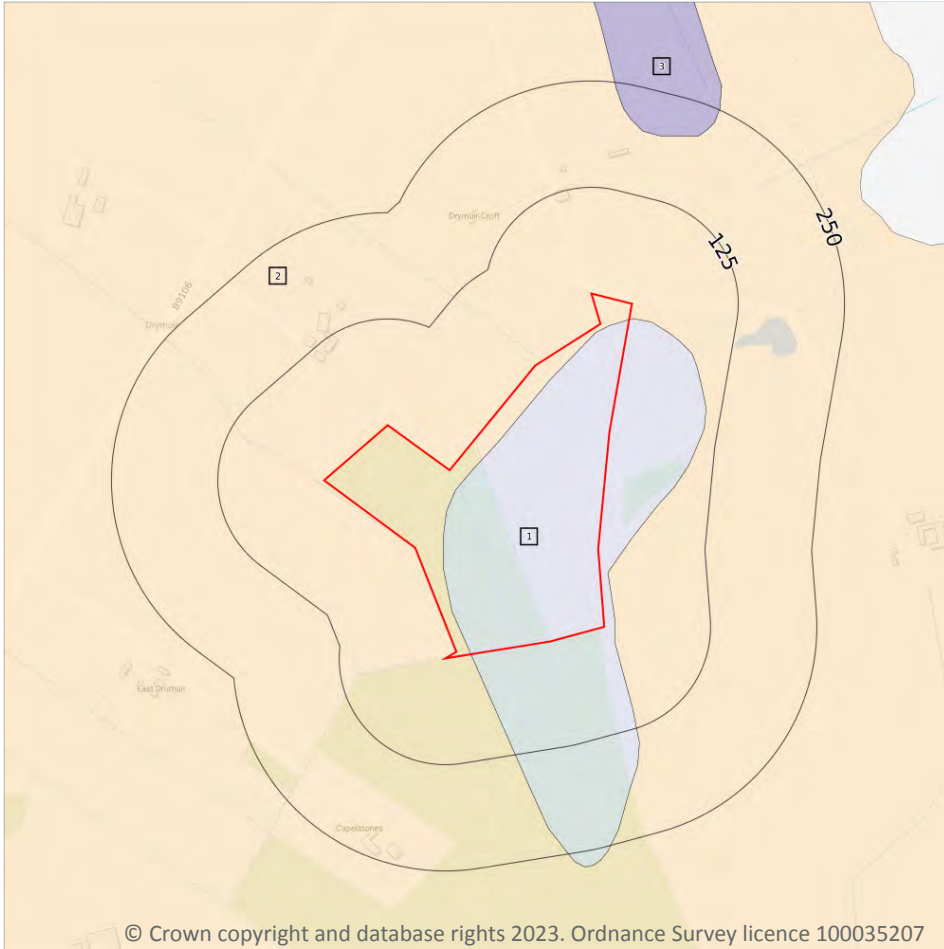 3
250
Drymuir Croft
125
2
B9106
Drymuir
1
East Drumuir
Capelstones
© Crown copyright and database rights 2023. Ordnance Survey licence 100035207